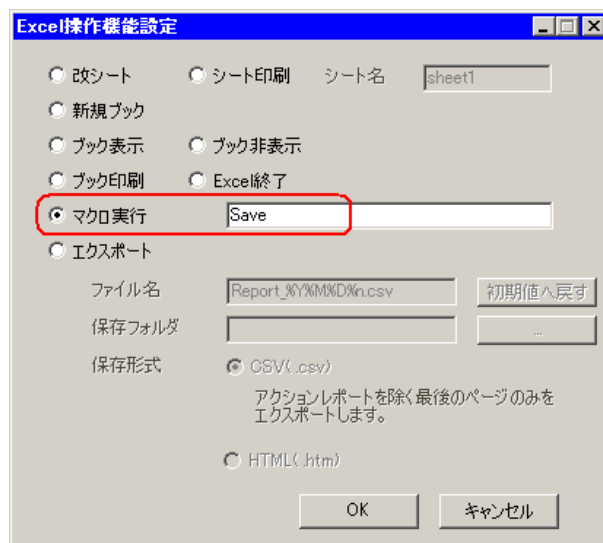 Excel操作機能設定
改シート シート印刷 シート名 sheet1
新規ブック
ブック表示 ブック非表示
ブック印刷 Excel終了
マクロ実行 Save
エクスポート
ファイル名 Report_%Y%M%D%n.csv 初期値へ戻す
保存フォルダ ...
保存形式 CSV(.csv)
アクションレポートを除く最後のページのみを
エクスポートします。
HTML(.htm)
OK キャンセル